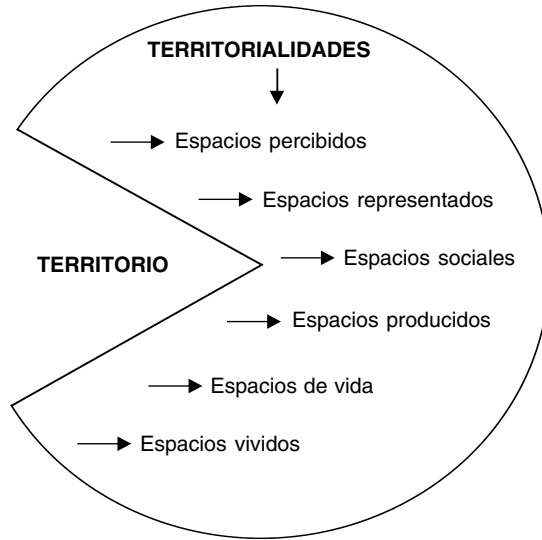 TERRITORIALIDADES
Espacios percibidos
Espacios representados
TERRITORIO
Espacios sociales
Espacios producidos
Espacios de vida
Espacios vividos